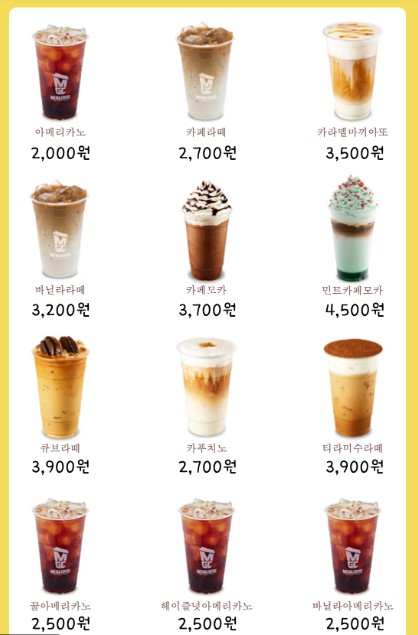 아메리카노 카페라떼 카라멜마끼아또
2,000원 2,700원 3,500원
바닐라라떼 카페모카 민트카페모카
3,200원 3,700원 4,500원
큐브라떼 카푸치노 티라미수라떼
3,900원 2,700원 3,900원
꿀아메리카노 헤이즐넛아메리카노 바닐라아메리카노
2,500원 2,500원 2,500원